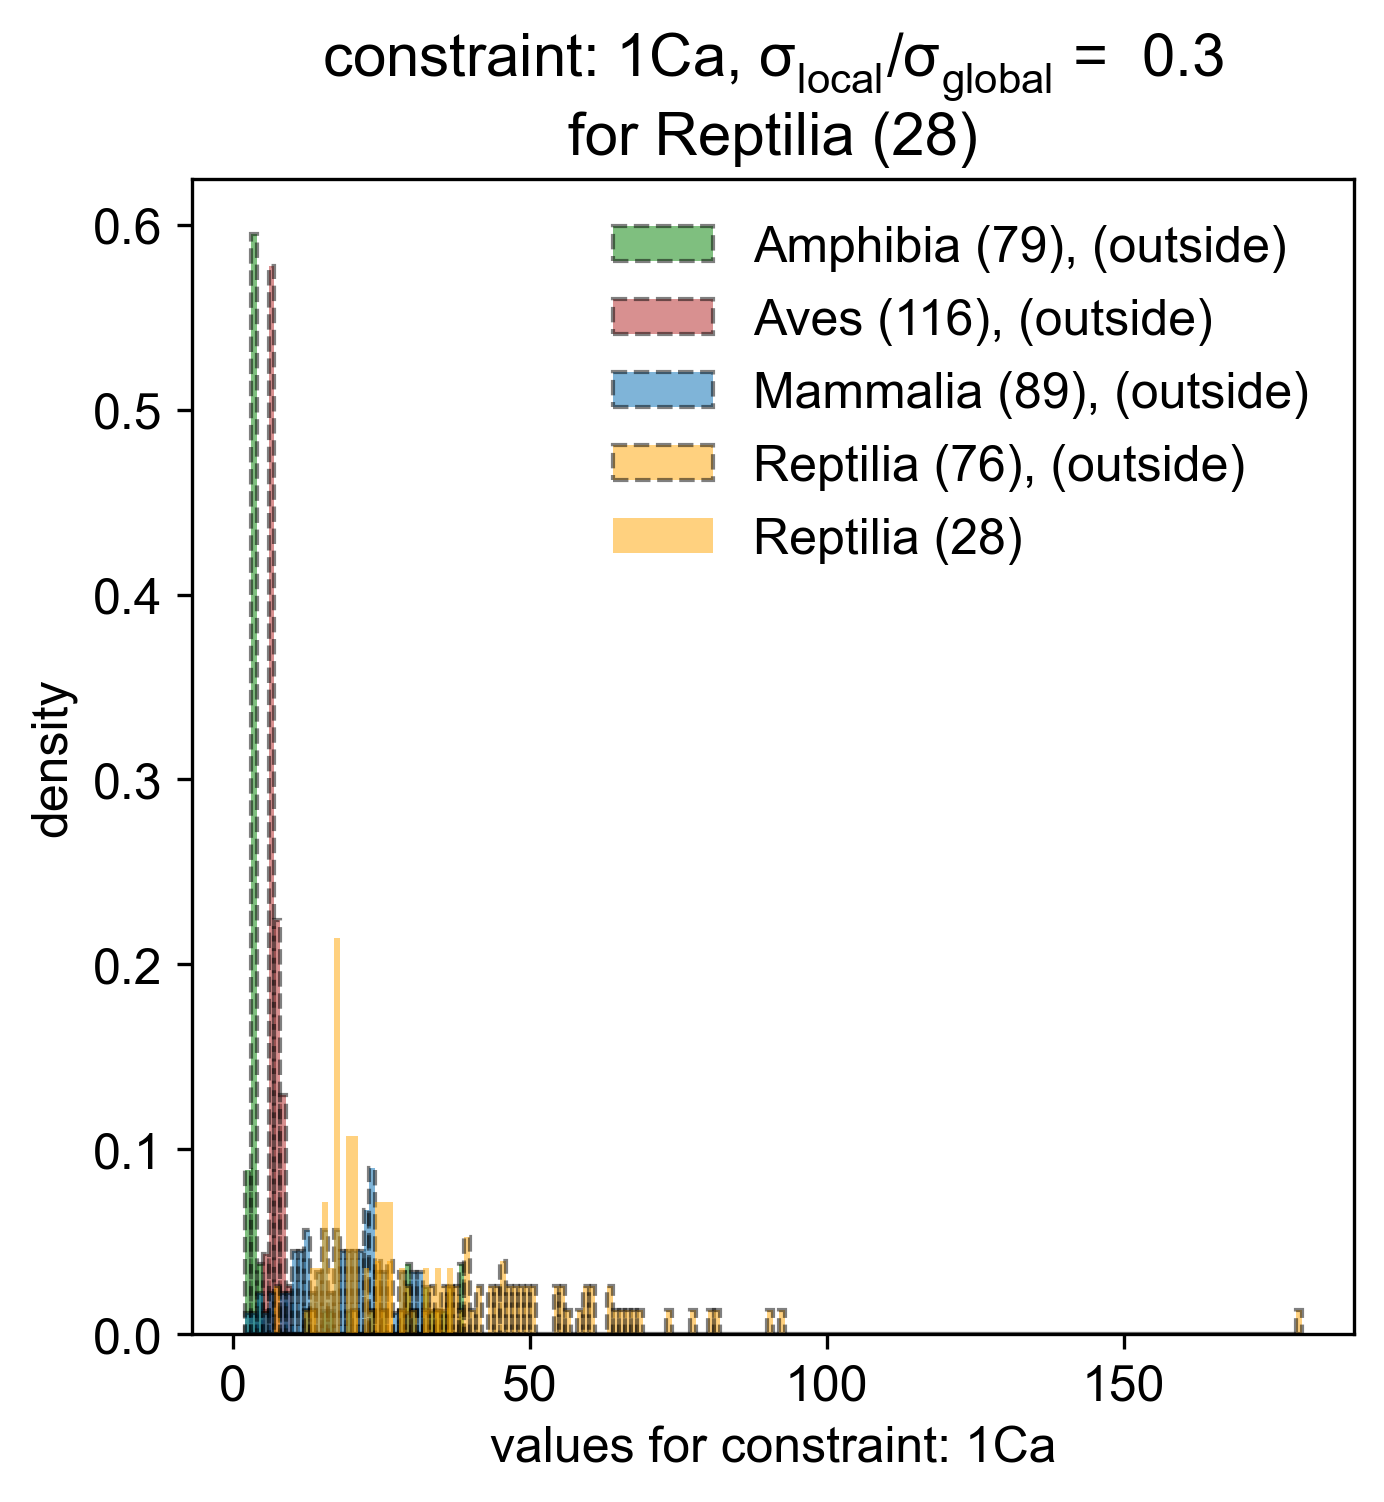 constraint: 1Ca, σlocal/σglobal = 0.3
for Reptilia (28)
Amphibia (79), (outside)
Aves (116), (outside)
Mammalia (89), (outside)
Reptilia (76), (outside)
Reptilia (28)
density
0.6
0.5
0.4
0.3
0.2
0.1
0.0
0
50
100
150
values for constraint: 1Ca